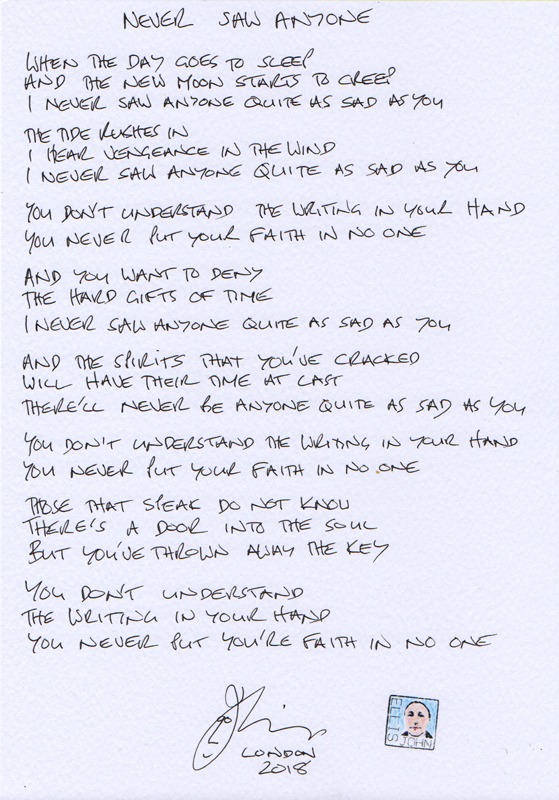 NEVER SAW ANYONE
WHEN THE DAY GOES TO SLEEP
AND THE NEW MOON STARTS TO CREEP
I NEVER SAW ANYONE QUITE AS SAD AS YOU
THE TIDE RUSHES IN
I HEAR VENGEANCE IN THE WIND
I NEVER SAW ANYONE QUITE AS SAD AS YOU
YOU DON'T UNDERSTAND THE WRITING IN YOUR HAND
YOU NEVER PUT YOUR FAITH IN NO ONE
AND YOU WANT TO DENY
THE HARD GIFTS OF TIME
I NEVER SAW ANYONE QUITE AS SAD AS YOU
AND THE SPIRITS THAT YOU'VE CRACKED
WILL HAVE THEIR TIME AT LAST
THERE'LL NEVER BE ANYONE QUITE AS SAD AS YOU
YOU DON'T UNDERSTAND THE WRITING IN YOUR HAND
YOU NEVER PUT YOUR FAITH IN NO ONE
THOSE THAT SPEAK DO NOT KNOW
THERE'S A DOOR INTO THE SOUL
BUT YOU'VE THROWN AWAY THE KEY
YOU DON'T UNDERSTAND
THE WRITING IN YOUR HAND
YOU NEVER PUT YOU'RE FAITH IN NO ONE
LONDON
2018
ELLIS
JOHN